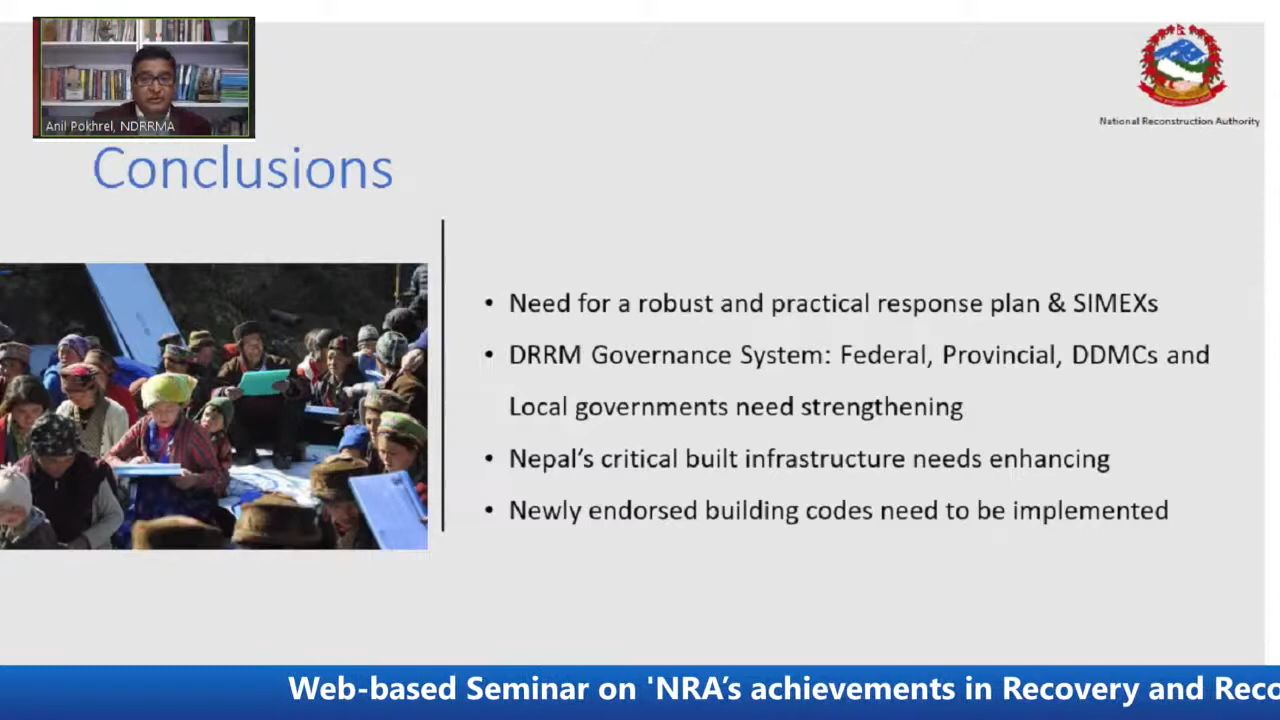 Anil Pokhrel, NDRRMA
National Reconstruction Authority
Conclusions
• Need for a robust and practical response plan & SIMEXs
• DRRM Governance System: Federal, Provincial, DDMCs and
Local governments need strengthening
• Nepal’s critical built infrastructure needs enhancing
• Newly endorsed building codes need to be implemented
Web-based Seminar on 'NRA’s achievements in Recovery and Reco